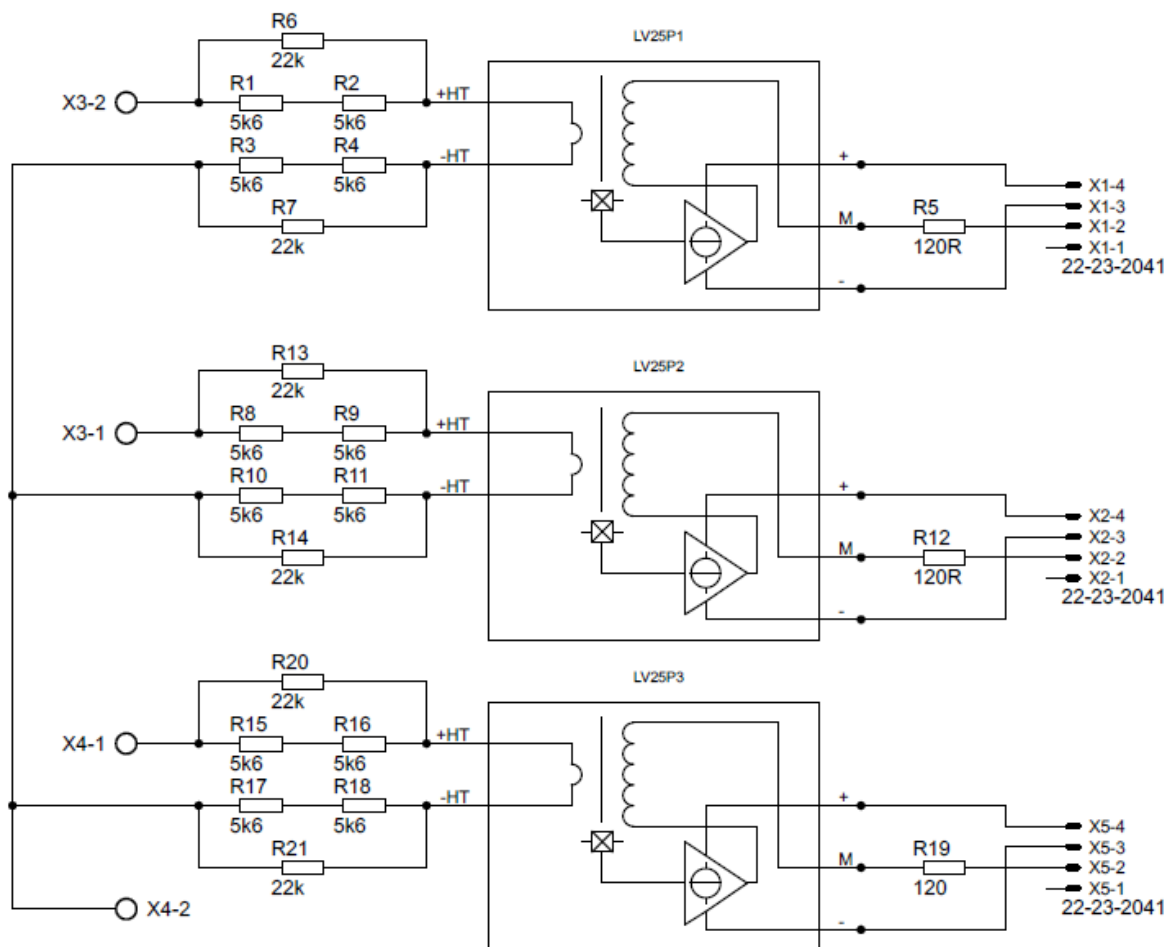 R6
22k
LV25P1
X3-2
R1
R2
+HT
5k6
5k6
R3
R4
-HT
5k6
5k6
R7
22k
+
X1-4
X1-3
M
R5
X1-2
120R
X1-1
22-23-2041
-
R13
22k
LV25P2
X3-1
R8
R9
+HT
5k6
5k6
R10
R11
-HT
5k6
5k6
R14
22k
+
X2-4
X2-3
M
R12
X2-2
120R
X2-1
22-23-2041
-
R20
22k
LV25P3
X4-1
R15
R16
+HT
5k6
5k6
R17
R18
-HT
5k6
5k6
R21
22k
+
X5-4
X5-3
M
R19
X5-2
120
X5-1
22-23-2041
-
X4-2